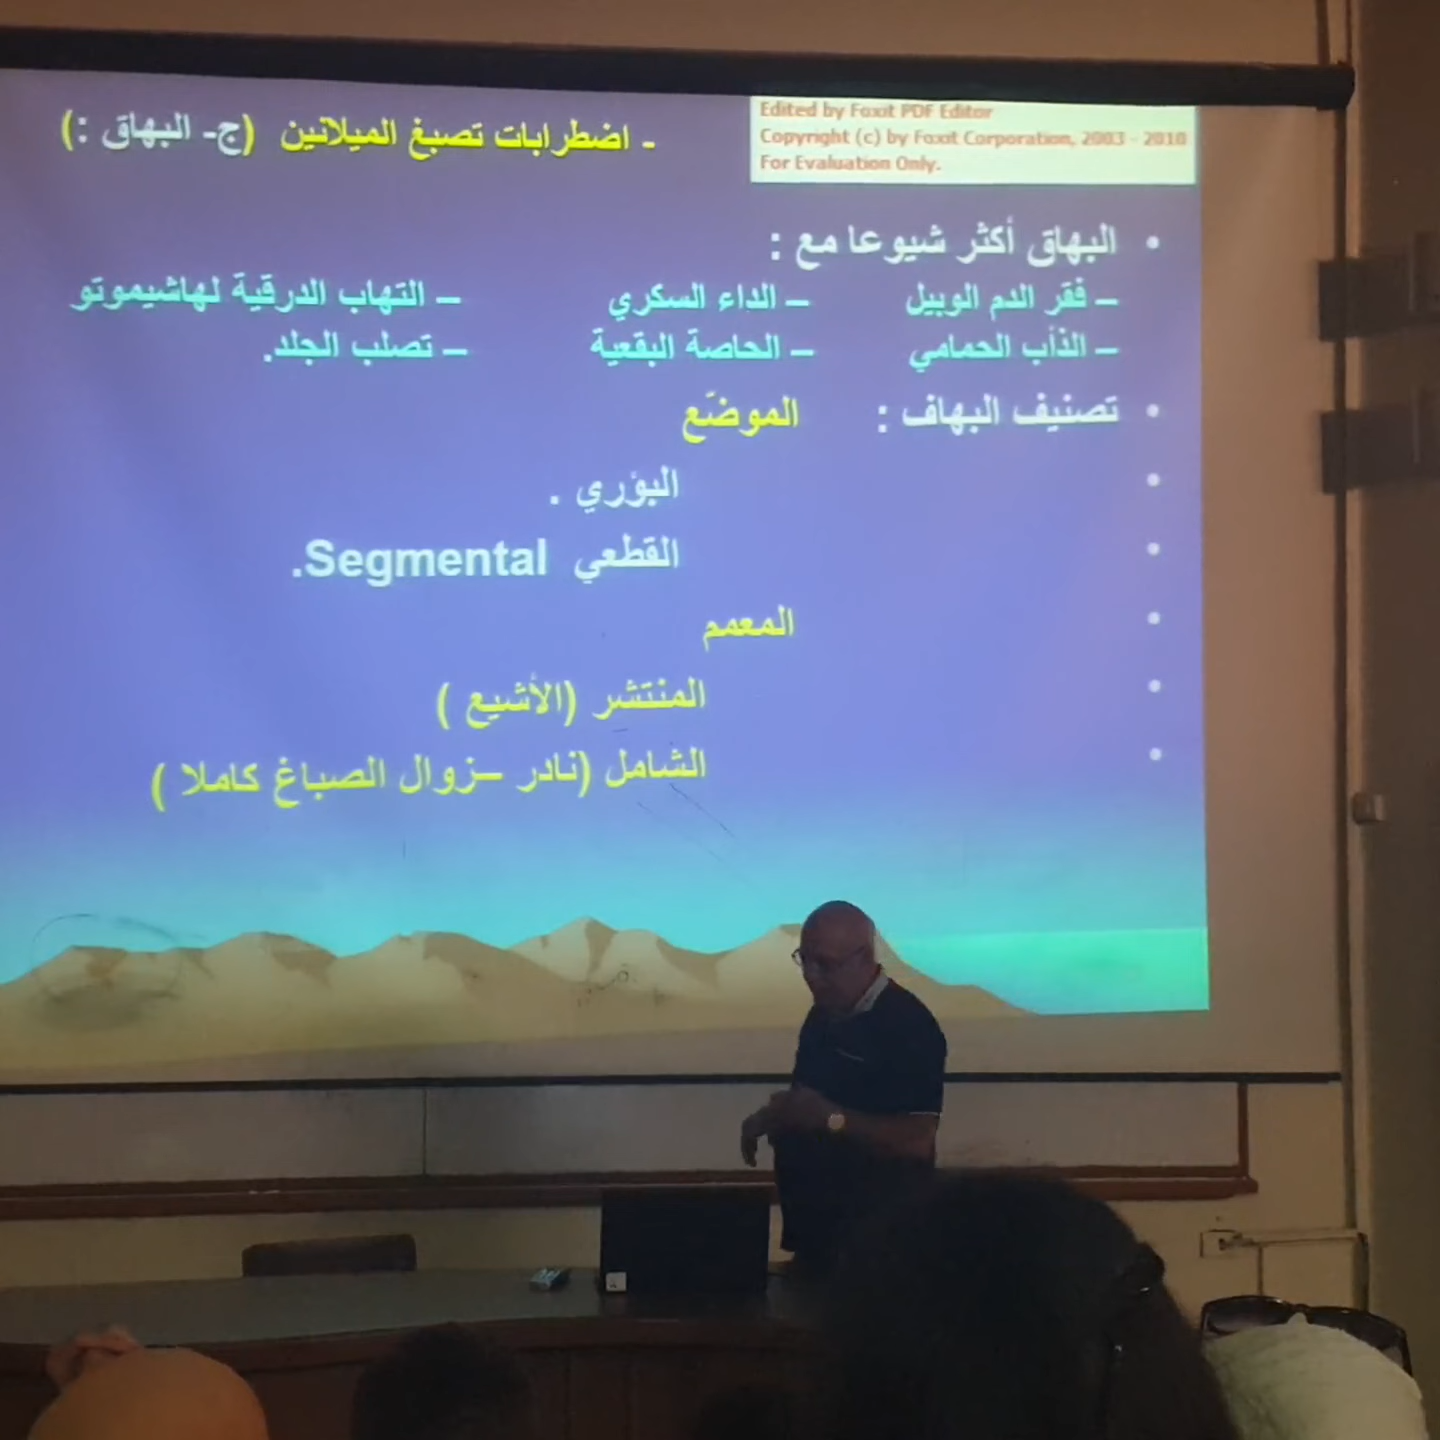 Edited by Foxit PDF Editor
Copyright (c) by Foxit Corporation, 2003 - 2010
For Evaluation Only.
- اضطرابات تصبغ الميلانين (ج- البهاق :)
• البهاق أكثر شيوعا مع :
– فقر الدم الوبيل – الداء السكري – التهاب الدرقية لهاشيموتو
– الذأب الحمامي – الحاصة البقعية – تصلب الجلد.
• تصنيف البهاف : الموضّع
• البؤري .
• القطعي Segmental.
• المعمم
• المنتشر (الأشيع )
• الشامل (نادر –زوال الصباغ كاملا )